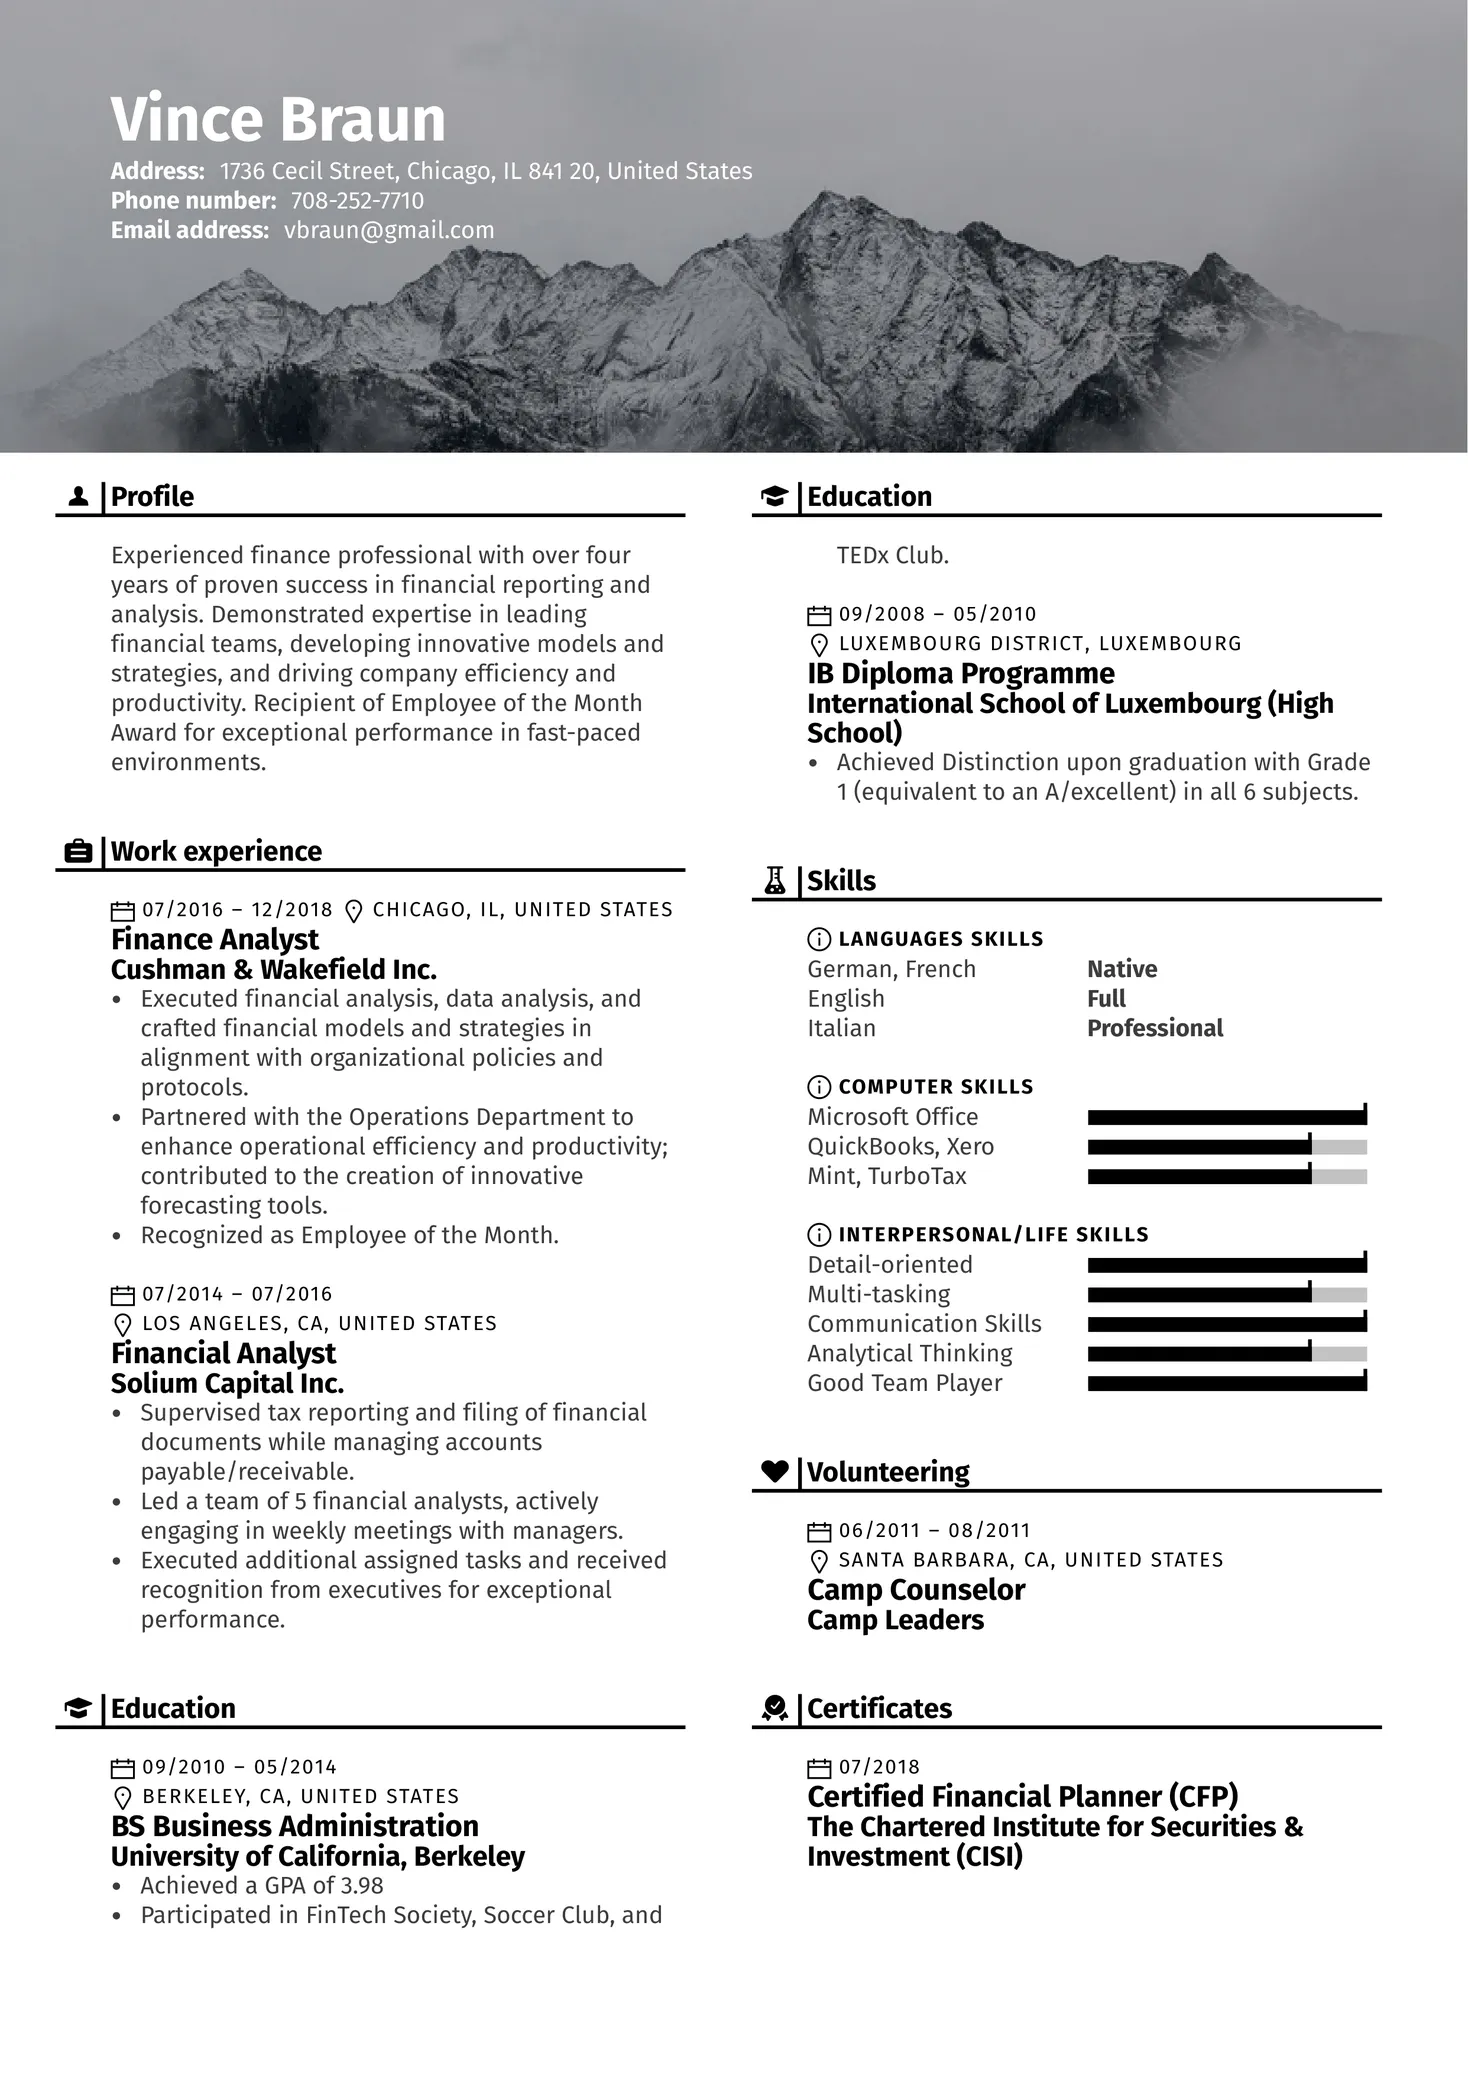 Vince Braun
Address: 1736 Cecil Street, Chicago, IL 841 20, United States
Phone number: 708-252-7710
Email address: vbraun@gmail.com
Profile
Experienced finance professional with over four
years of proven success in financial reporting and
analysis. Demonstrated expertise in leading
financial teams, developing innovative models and
strategies, and driving company efficiency and
productivity. Recipient of Employee of the Month
Award for exceptional performance in fast-paced
environments.
Work experience
07/2016 – 12/2018 CHICAGO, IL, UNITED STATES
Finance Analyst
Cushman & Wakefield Inc.
• Executed financial analysis, data analysis, and
crafted financial models and strategies in
alignment with organizational policies and
protocols.
• Partnered with the Operations Department to
enhance operational efficiency and productivity;
contributed to the creation of innovative
forecasting tools.
• Recognized as Employee of the Month.
07/2014 – 07/2016
LOS ANGELES, CA, UNITED STATES
Financial Analyst
Solium Capital Inc.
• Supervised tax reporting and filing of financial
documents while managing accounts
payable/receivable.
• Led a team of 5 financial analysts, actively
engaging in weekly meetings with managers.
• Executed additional assigned tasks and received
recognition from executives for exceptional
performance.
Education
09/2010 – 05/2014
BERKELEY, CA, UNITED STATES
BS Business Administration
University of California, Berkeley
• Achieved a GPA of 3.98
• Participated in FinTech Society, Soccer Club, and
Education
TEDx Club.
09/2008 – 05/2010
LUXEMBOURG DISTRICT, LUXEMBOURG
IB Diploma Programme
International School of Luxembourg (High
School)
• Achieved Distinction upon graduation with Grade
1 (equivalent to an A/excellent) in all 6 subjects.
Skills
LANGUAGES SKILLS
German, French Native
English Full
Italian Professional
COMPUTER SKILLS
Microsoft Office
QuickBooks, Xero
Mint, TurboTax
INTERPERSONAL/LIFE SKILLS
Detail-oriented
Multi-tasking
Communication Skills
Analytical Thinking
Good Team Player
Volunteering
06/2011 – 08/2011
SANTA BARBARA, CA, UNITED STATES
Camp Counselor
Camp Leaders
Certificates
07/2018
Certified Financial Planner (CFP)
The Chartered Institute for Securities &
Investment (CISI)